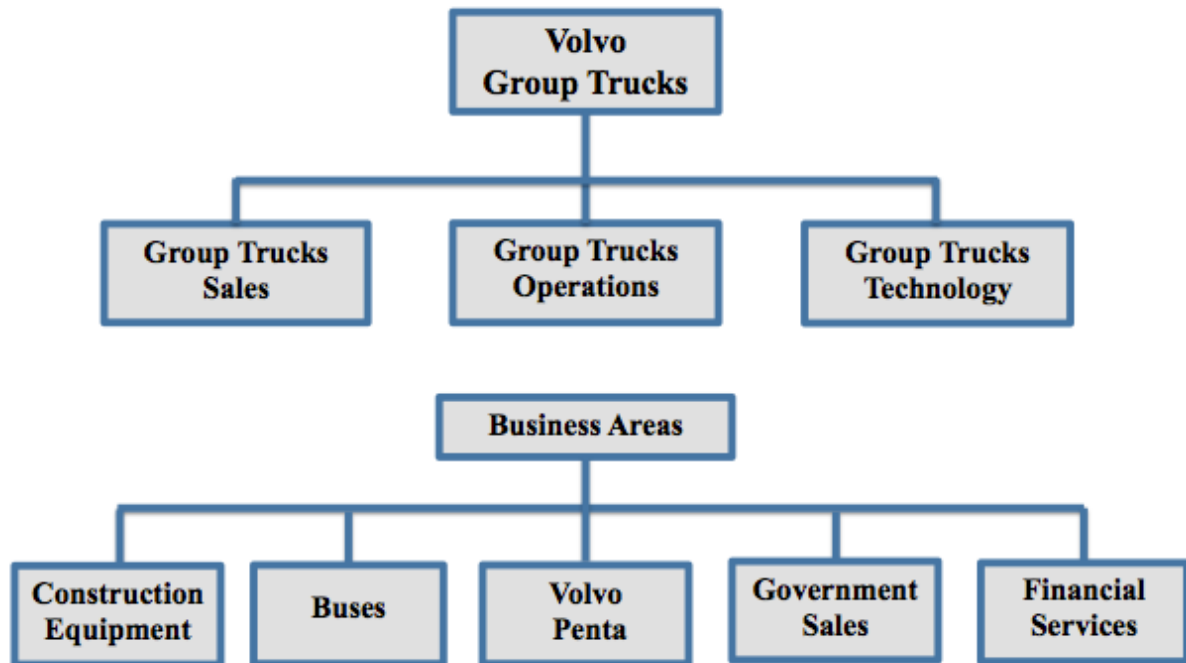 Volvo
Group Trucks
Group Trucks
Sales
Group Trucks
Operations
Group Trucks
Technology
Business Areas
Construction
Equipment
Buses
Volvo
Penta
Government
Sales
Financial
Services